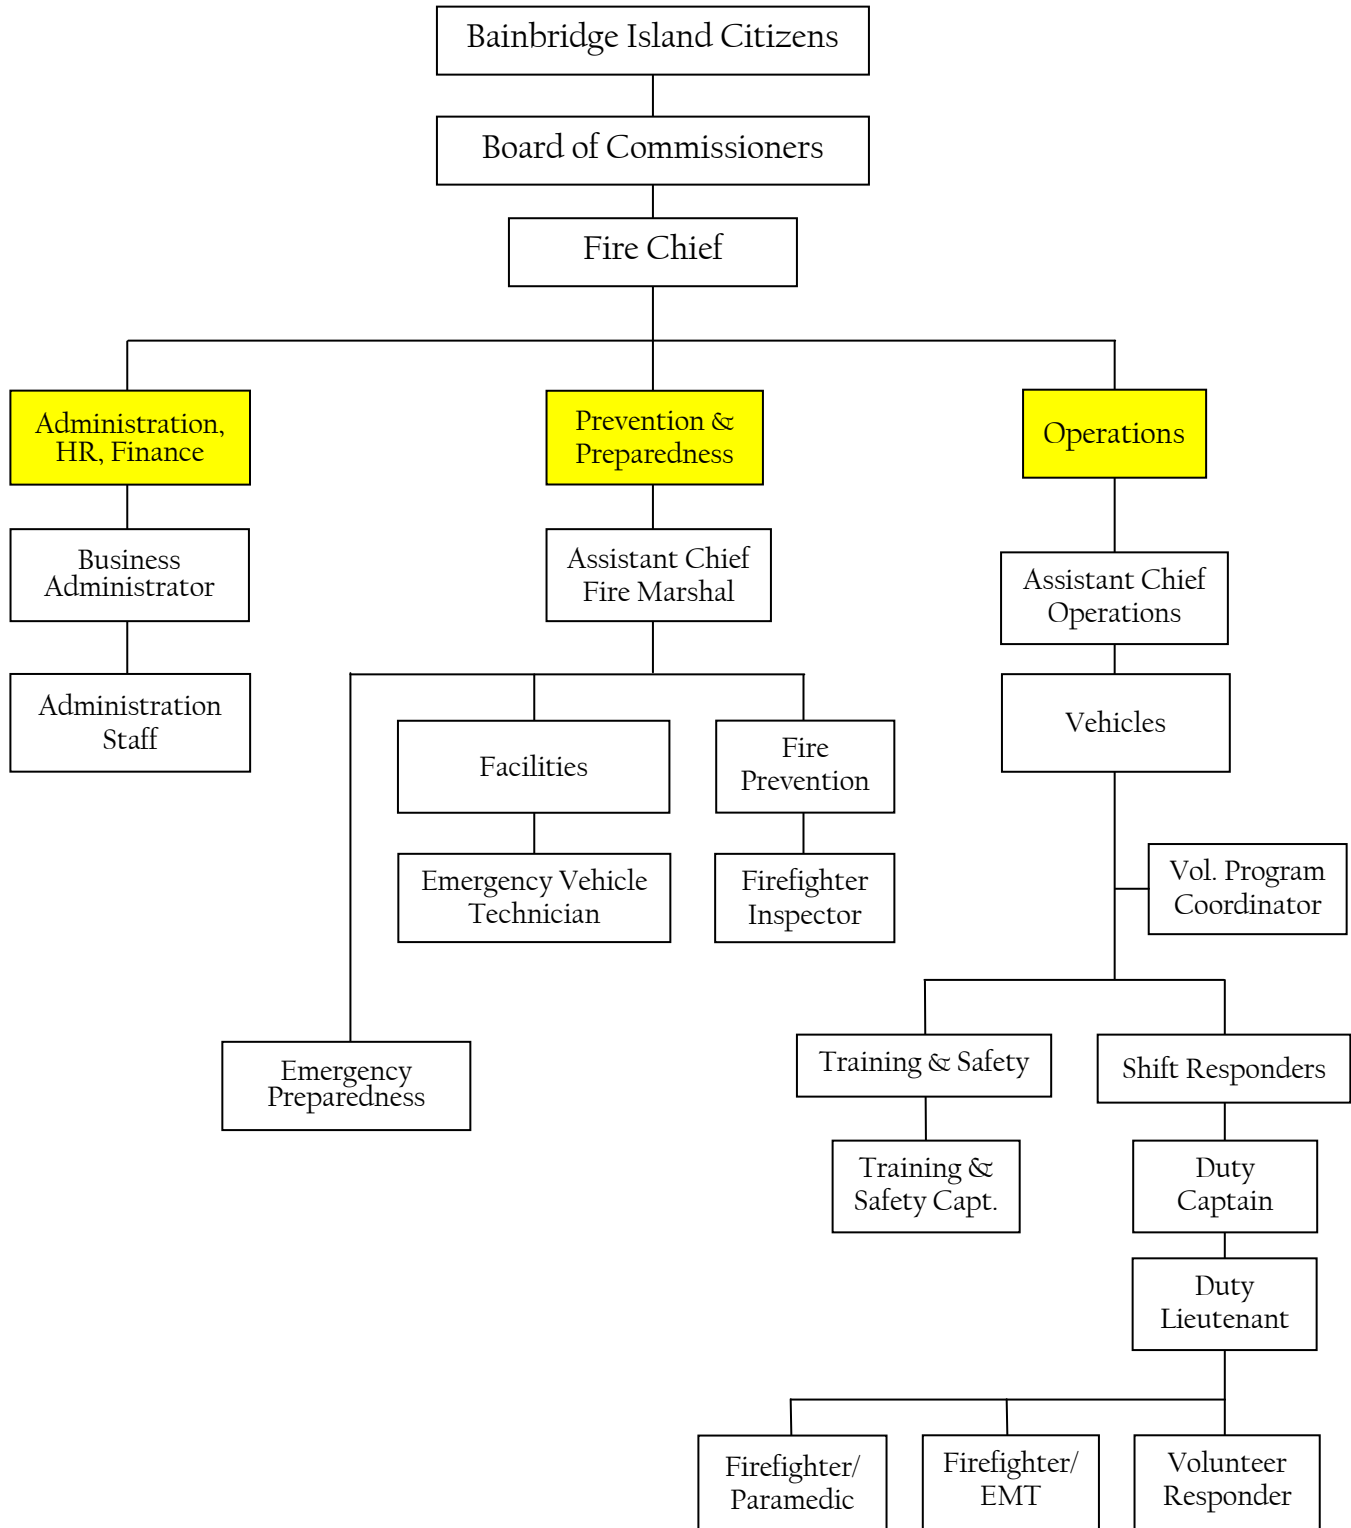 Bainbridge Island Citizens
Board of Commissioners
Fire Chief
Administration,
HR, Finance
Prevention &
Preparedness
Operations
Business
Administrator
Assistant Chief
Fire Marshal
Assistant Chief
Operations
Administration
Staff
Facilities
Fire
Prevention
Vehicles
Emergency Vehicle
Technician
Firefighter
Inspector
Vol. Program
Coordinator
Emergency
Preparedness
Training & Safety
Shift Responders
Training &
Safety Capt.
Duty
Captain
Duty
Lieutenant
Firefighter/
Paramedic
Firefighter/
EMT
Volunteer
Responder